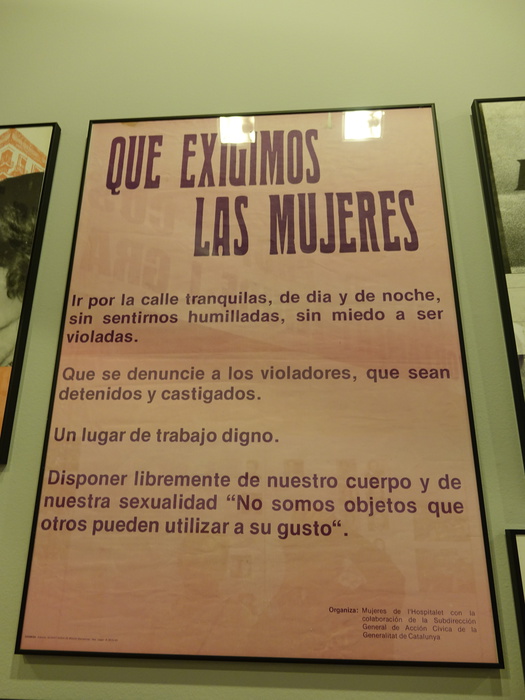 QUE EXIGIMOS
LAS MUJERES
Ir por la calle tranquilas, de dia y de noche,
sin sentirnos humilladas, sin miedo a ser
violadas.
Que se denuncie a los violadores, que sean
detenidos y castigados.
Un lugar de trabajo digno.
Disponer libremente de nuestro cuerpo y de
nuestra sexualidad “No somos objetos que
otros pueden utilizar a su gusto“.
Organiza: Mujeres de l'Hospitalet con la
colaboración de la Subdirección
General de Acción Cívica de la
Generalitat de Catalunya